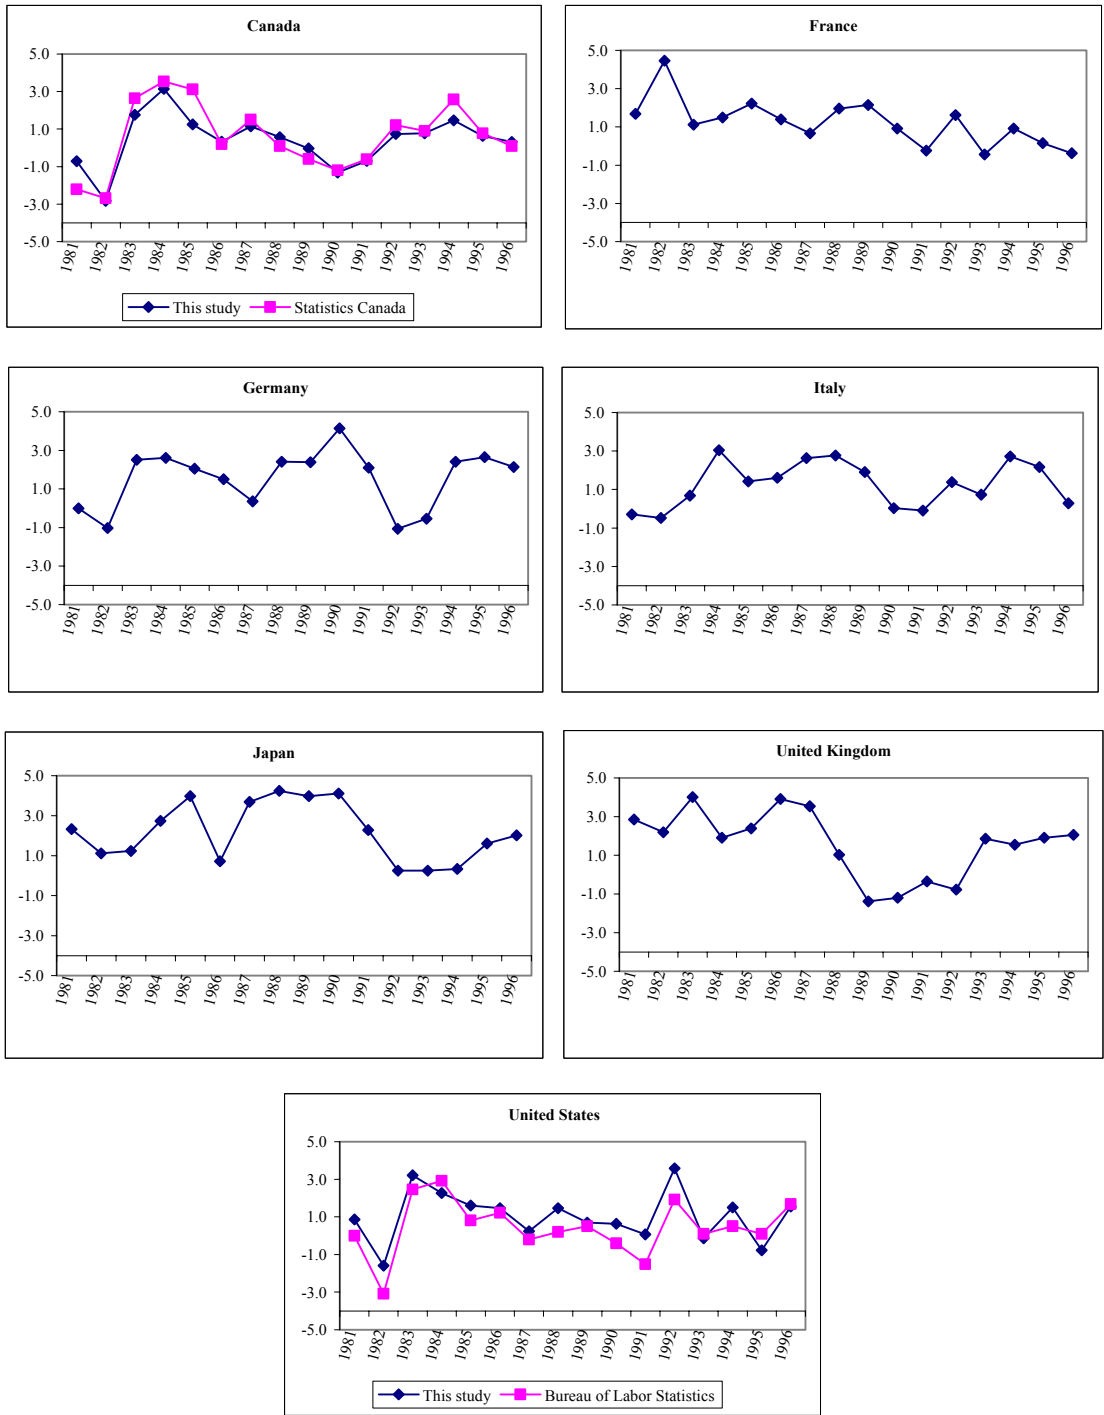 Canada
5.0
3.0
1.0
-1.0
-3.0
-5.0
1981 1982 1983 1984 1985 1986 1987 1988 1989 1990 1991 1992 1993 1994 1995 1996
This study Statistics Canada
France
5.0
3.0
1.0
-1.0
-3.0
-5.0
1981 1982 1983 1984 1985 1986 1987 1988 1989 1990 1991 1992 1993 1994 1995 1996
Germany
5.0
3.0
1.0
-1.0
-3.0
-5.0
1981 1982 1983 1984 1985 1986 1987 1988 1989 1990 1991 1992 1993 1994 1995 1996
Italy
5.0
3.0
1.0
-1.0
-3.0
-5.0
1981 1982 1983 1984 1985 1986 1987 1988 1989 1990 1991 1992 1993 1994 1995 1996
Japan
5.0
3.0
1.0
-1.0
-3.0
-5.0
1981 1982 1983 1984 1985 1986 1987 1988 1989 1990 1991 1992 1993 1994 1995 1996
United Kingdom
5.0
3.0
1.0
-1.0
-3.0
-5.0
1981 1982 1983 1984 1985 1986 1987 1988 1989 1990 1991 1992 1993 1994 1995 1996
United States
5.0
3.0
1.0
-1.0
-3.0
-5.0
1981 1982 1983 1984 1985 1986 1987 1988 1989 1990 1991 1992 1993 1994 1995 1996
This study Bureau of Labor Statistics